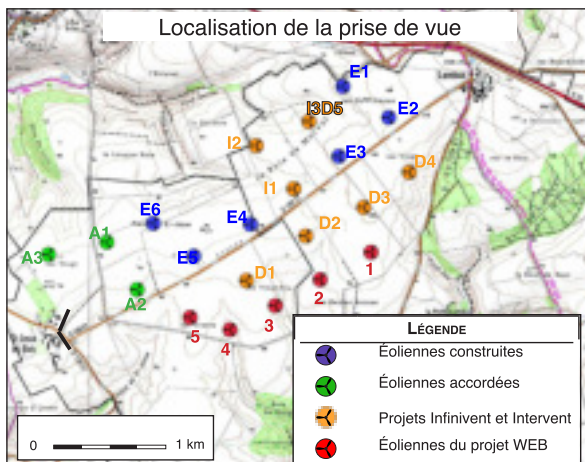 Localisation de la prise de vue
E1
I3D5
E2
I2
E3
D4
I1
D3
E6
E4
D2
A1
A3
E5
1
D1
2
A2
3
5
4
LÉGENDE
Éoliennes construites
Éoliennes accordées
Projets Infinivent et Intervent
Éoliennes du projet WEB
0 1 km